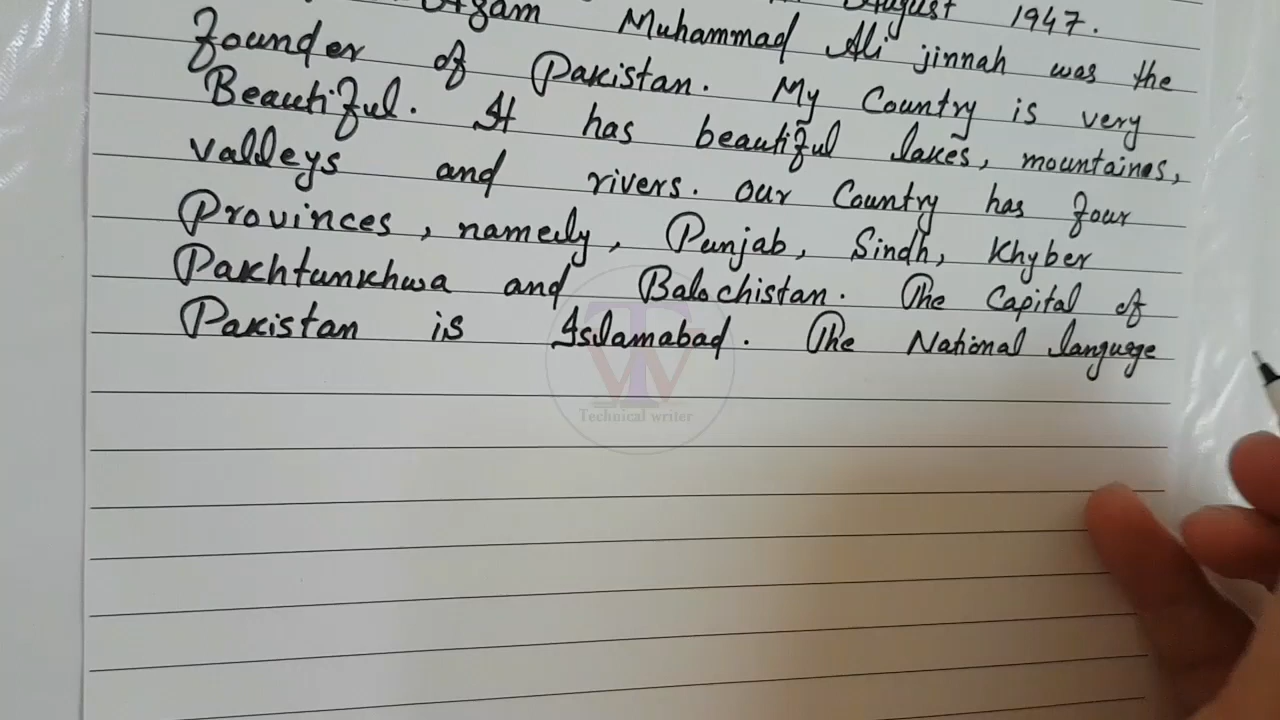 August 1947.
Azam Muhammad Ali jinnah was the
founder of Pakistan. My Country is very
Beautiful. It has beautiful lakes, mountaines,
valleys and rivers. our Country has four
Provinces, namely, Punjab, Sindh, Khyber
Pakhtunkhwa and Balochistan. The Capital of
Pakistan is Islamabad. The National language
TW
Technical writer